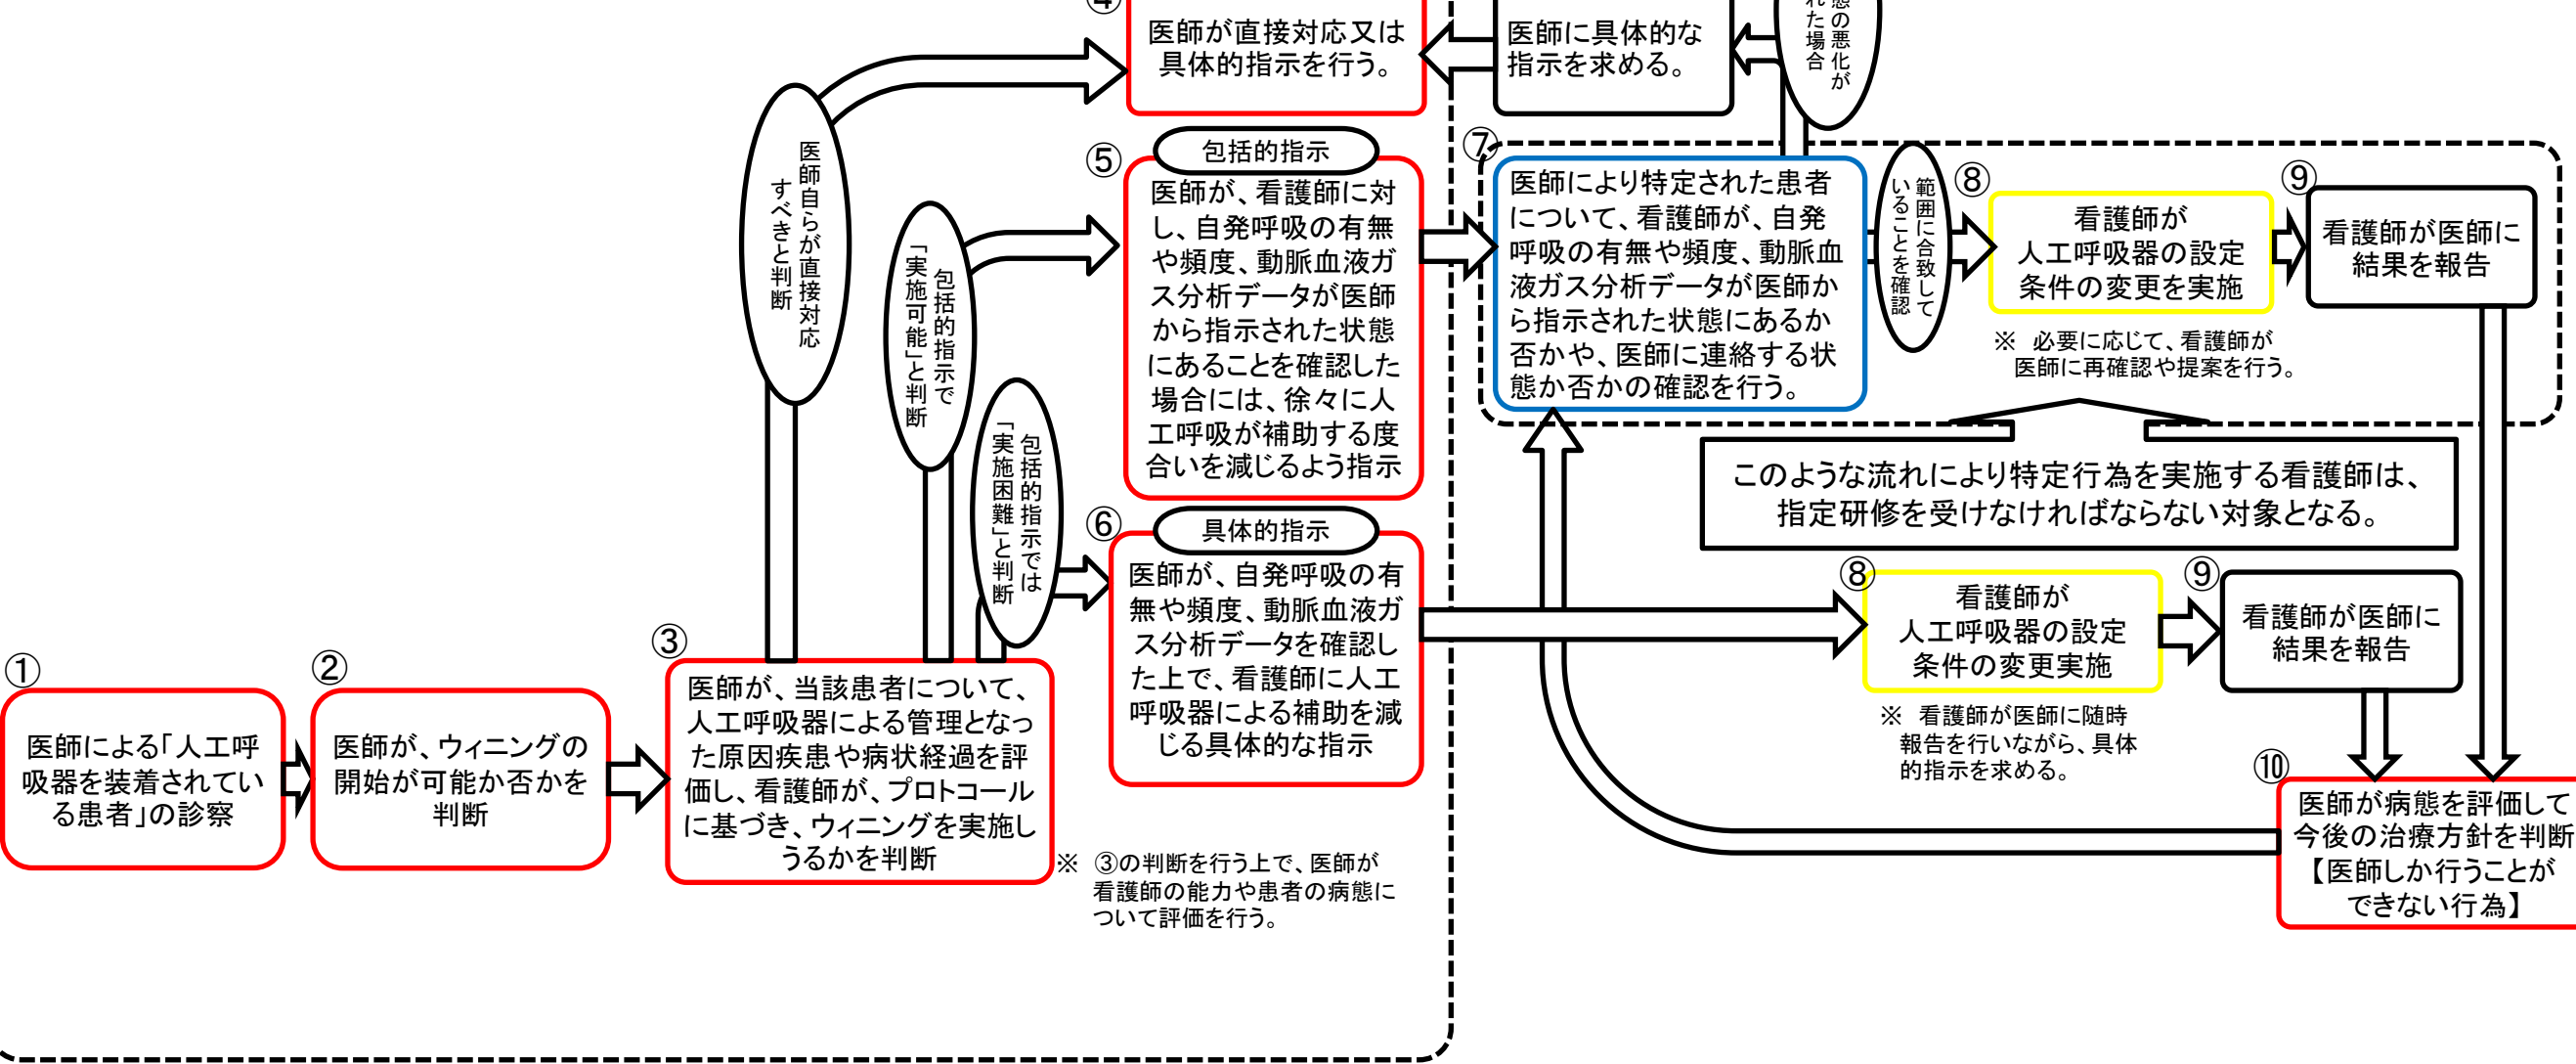 ④
医師が直接対応又は
具体的指示を行う。
医師に具体的な
指示を求める。
態の悪化が
れた場合
医師自らが直接対応
すべきと判断
包括的指示で
「実施可能」と判断
包括的指示では
「実施困難」と判断
⑤
包括的指示
医師が、看護師に対
し、自発呼吸の有無
や頻度、動脈血液ガ
ス分析データが医師
から指示された状態
にあることを確認した
場合には、徐々に人
工呼吸が補助する度
合いを減じるよう指示
⑦
医師により特定された患者
について、看護師が、自発
呼吸の有無や頻度、動脈血
液ガス分析データが医師か
ら指示された状態にあるか
否かや、医師に連絡する状
態か否かの確認を行う。
範囲に合致して
いることを確認
⑧
看護師が
人工呼吸器の設定
条件の変更を実施
※ 必要に応じて、看護師が
医師に再確認や提案を行う。
⑨
看護師が医師に
結果を報告
このような流れにより特定行為を実施する看護師は、
指定研修を受けなければならない対象となる。
⑥
具体的指示
医師が、自発呼吸の有
無や頻度、動脈血液ガ
ス分析データを確認し
た上で、看護師に人工
呼吸器による補助を減
じる具体的な指示
⑧
看護師が
人工呼吸器の設定
条件の変更実施
※ 看護師が医師に随時
報告を行いながら、具体
的指示を求める。
⑨
看護師が医師に
結果を報告
①
医師による「人工呼
吸器を装着されてい
る患者」の診察
②
医師が、ウィニングの
開始が可能か否かを
判断
③
医師が、当該患者について、
人工呼吸器による管理となっ
た原因疾患や病状経過を評
価し、看護師が、プロトコール
に基づき、ウィニングを実施し
うるかを判断
※ ③の判断を行う上で、医師が
看護師の能力や患者の病態に
ついて評価を行う。
⑩
医師が病態を評価して
今後の治療方針を判断
【医師しか行うことが
できない行為】